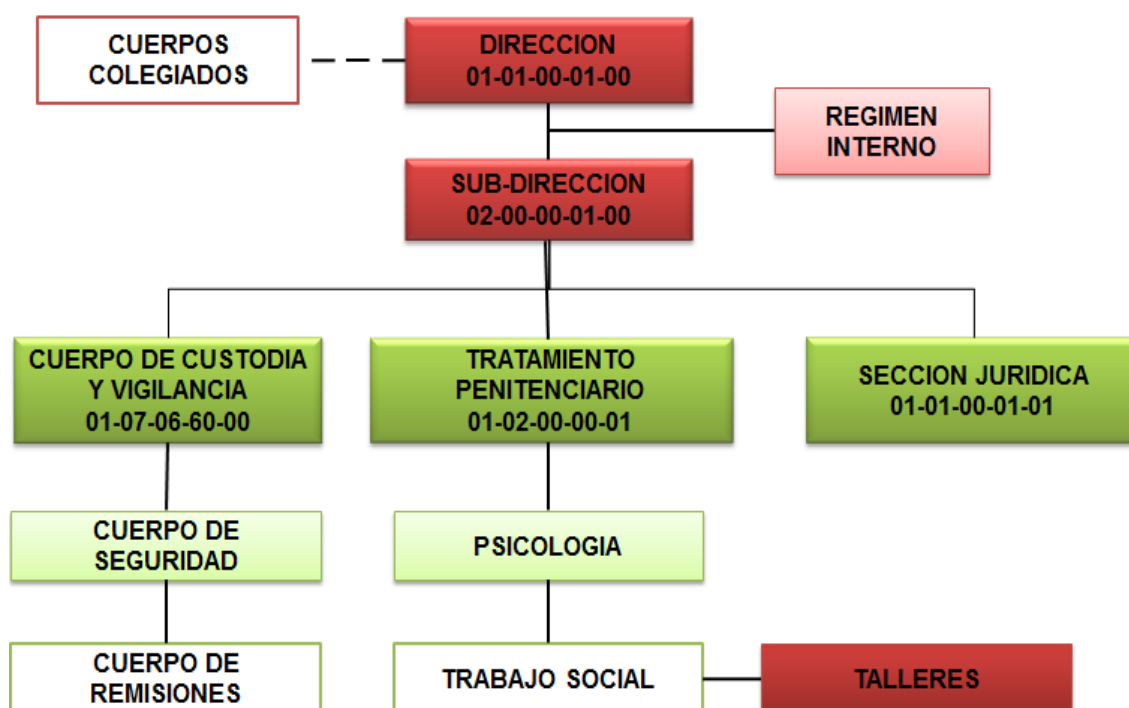 CUERPOS
COLEGIADOS
DIRECCION
01-01-00-01-00
REGIMEN
INTERNO
SUB-DIRECCION
02-00-00-01-00
CUERPO DE CUSTODIA
Y VIGILANCIA
01-07-06-60-00
TRATAMIENTO
PENITENCIARIO
01-02-00-00-01
SECCION JURIDICA
01-01-00-01-01
CUERPO DE
SEGURIDAD
PSICOLOGIA
CUERPO DE
REMISIONES
TRABAJO SOCIAL
TALLERES